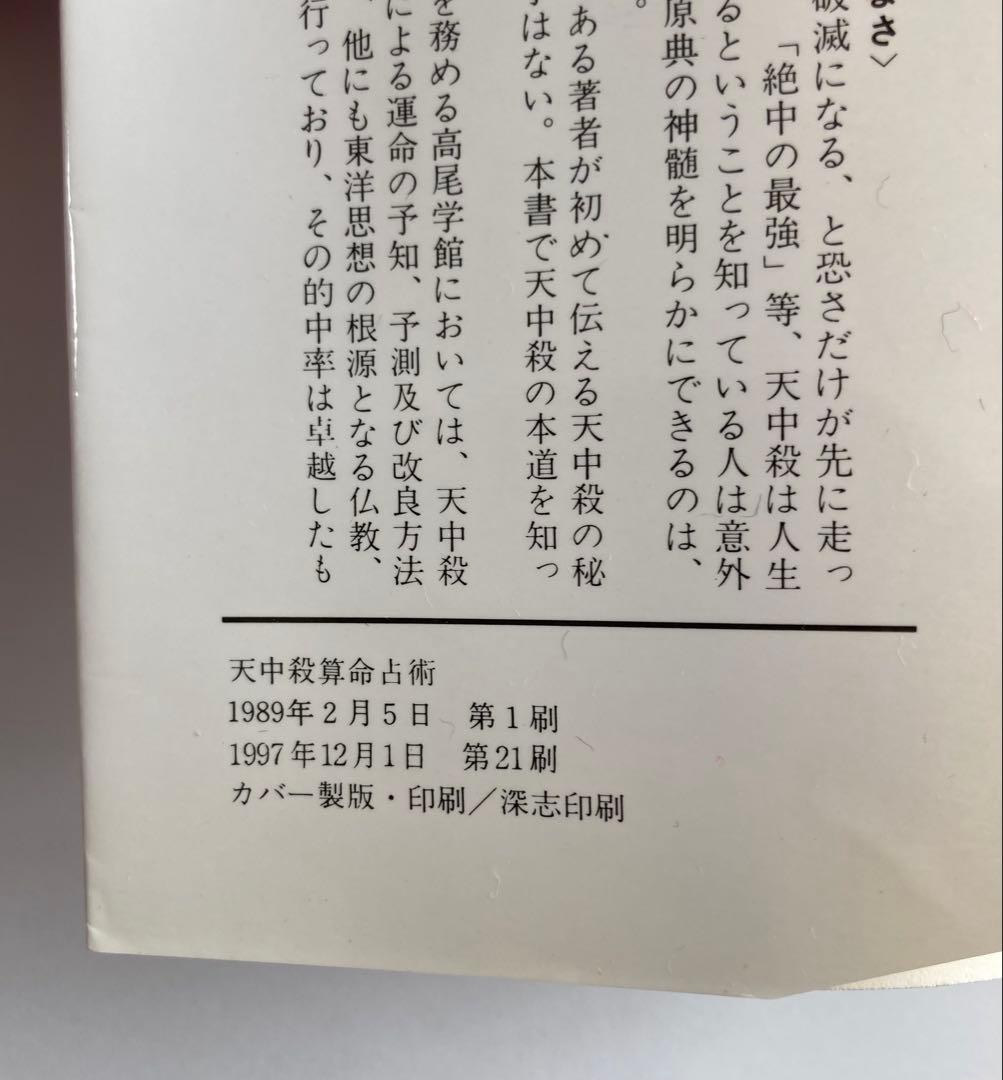 なさ〉
破滅になる、と恐さだけが先に走っ
「絶中の最強」等、天中殺は人生
るということを知っている人は意外
原典の神髄を明らかにできるのは、
。
ある著者が初めて伝える天中殺の秘
はない。本書で天中殺の本道を知っ
を務める高尾学館においては、天中殺
による運命の予知、予測及び改良方法
他にも東洋思想の根源となる仏教、
行っており、その的中率は卓越したも
天中殺算命占術
1989年2月5日 第1刷
1997年12月1日 第21刷
カバー製版・印刷／深志印刷